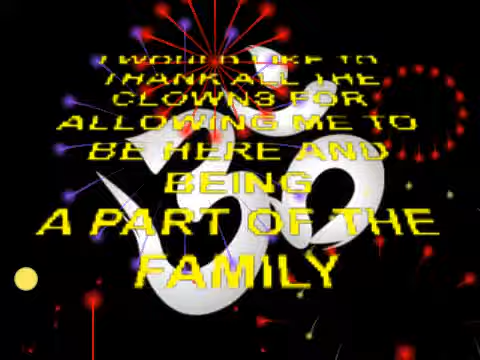 I WOULD LIKE TO
THANK ALL THE
CLOWN3 FOR
ALLOWING ME TO
BE HERE AND
BEING
A PART OF THE
FAMILY
ॐ